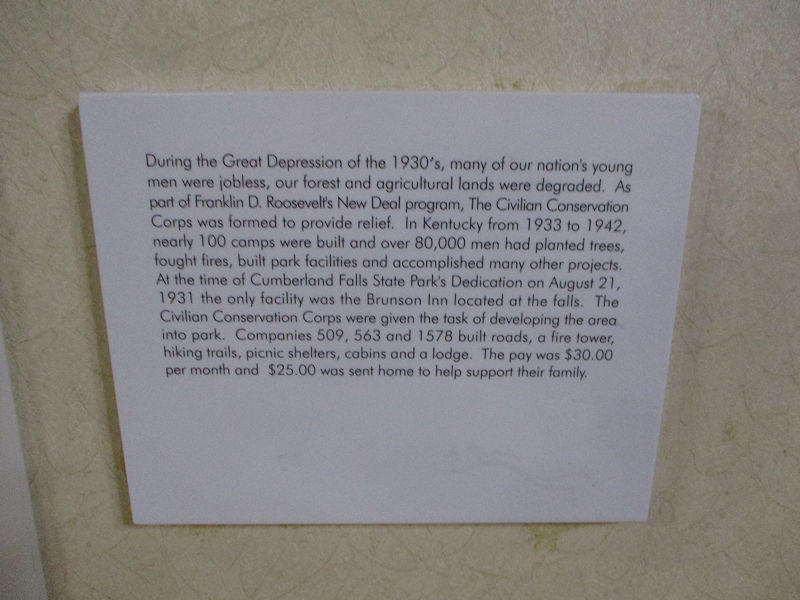 During the Great Depression of the 1930's, many of our nation's young
men were jobless, our forest and agricultural lands were degraded. As
part of Franklin D. Roosevelt's New Deal program, The Civilian Conservation
Corps was formed to provide relief. In Kentucky from 1933 to 1942,
nearly 100 camps were built and over 80,000 men had planted trees,
fought fires, built park facilities and accomplished many other projects.
At the time of Cumberland Falls State Park's Dedication on August 21,
1931 the only facility was the Brunson Inn located at the falls. The
Civilian Conservation Corps were given the task of developing the area
into park. Companies 509, 563 and 1578 built roads, a fire tower,
hiking trails, picnic shelters, cabins and a lodge. The pay was $30.00
per month and $25.00 was sent home to help support their family.